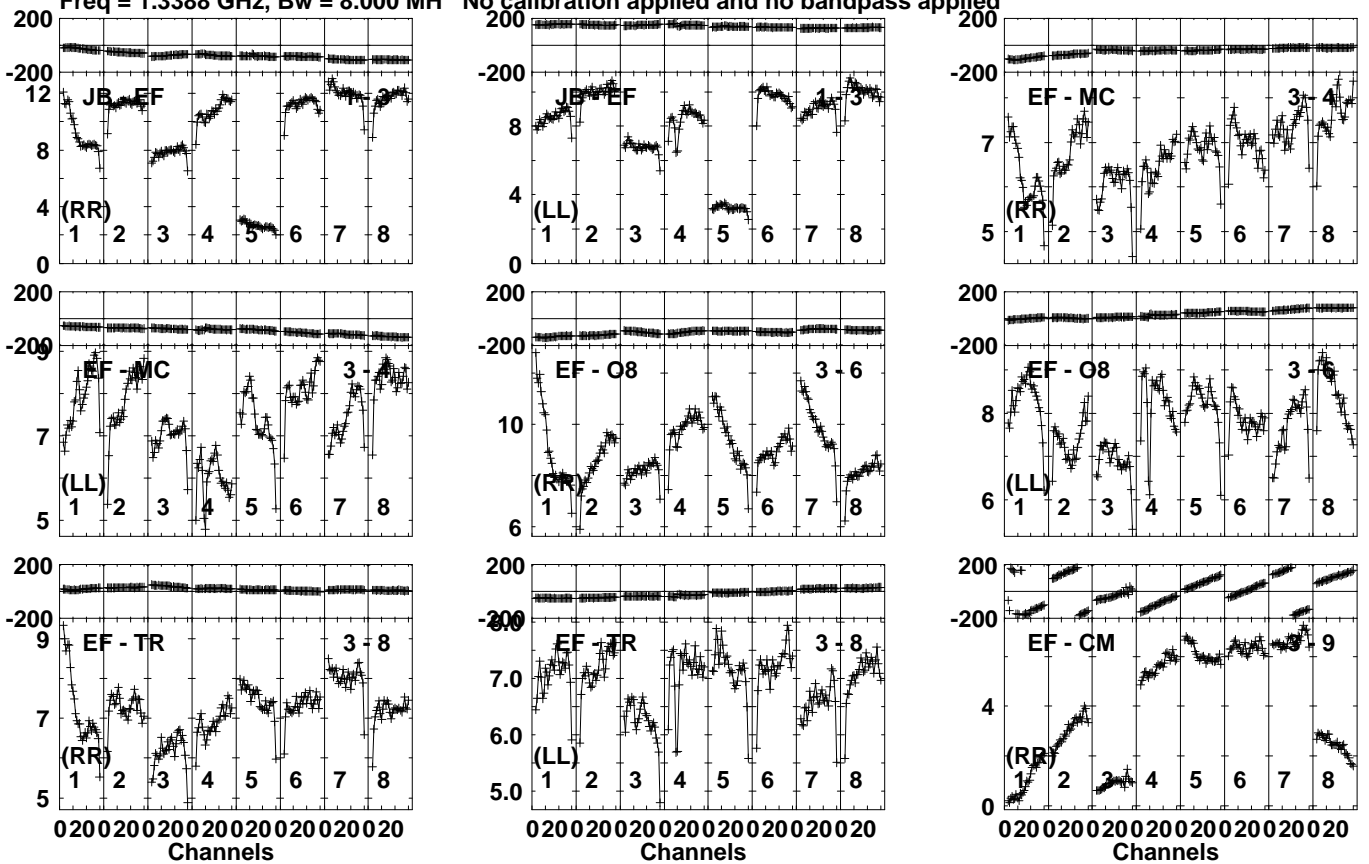 Freq = 1.3388 GHz, Bw = 8.000 MH No calibration applied and no bandpass applied
200
-200
12
8
4
0
JB - EF 1 - 3
(RR)
1 2 3 4 5 6 7 8
200
-200
8
4
0
JB - EF 1 - 3
(LL)
1 2 3 4 5 6 7 8
200
-200
7
5
EF - MC 3 - 4
(RR)
1 2 3 4 5 6 7 8
200
-200
9
7
5
EF - MC 3 - 4
(LL)
1 2 3 4 5 6 7 8
200
-200
10
6
EF - O8 3 - 6
(RR)
1 2 3 4 5 6 7 8
200
-200
8
6
EF - O8 3 - 6
(LL)
1 2 3 4 5 6 7 8
200
-200
9
7
5
EF - TR 3 - 8
(RR)
1 2 3 4 5 6 7 8
200
-200
8.0
7.0
6.0
5.0
EF - TR 3 - 8
(LL)
1 2 3 4 5 6 7 8
200
-200
4
0
EF - CM 3 - 9
(RR)
1 2 3 4 5 6 7 8
0 20 0 20 0 20 0 20 0 20 0 20 0 20 0 20
0 20 0 20 0 20 0 20 0 20 0 20 0 20 0 20
0 20 0 20 0 20 0 20 0 20 0 20 0 20 0 20
Channels Channels